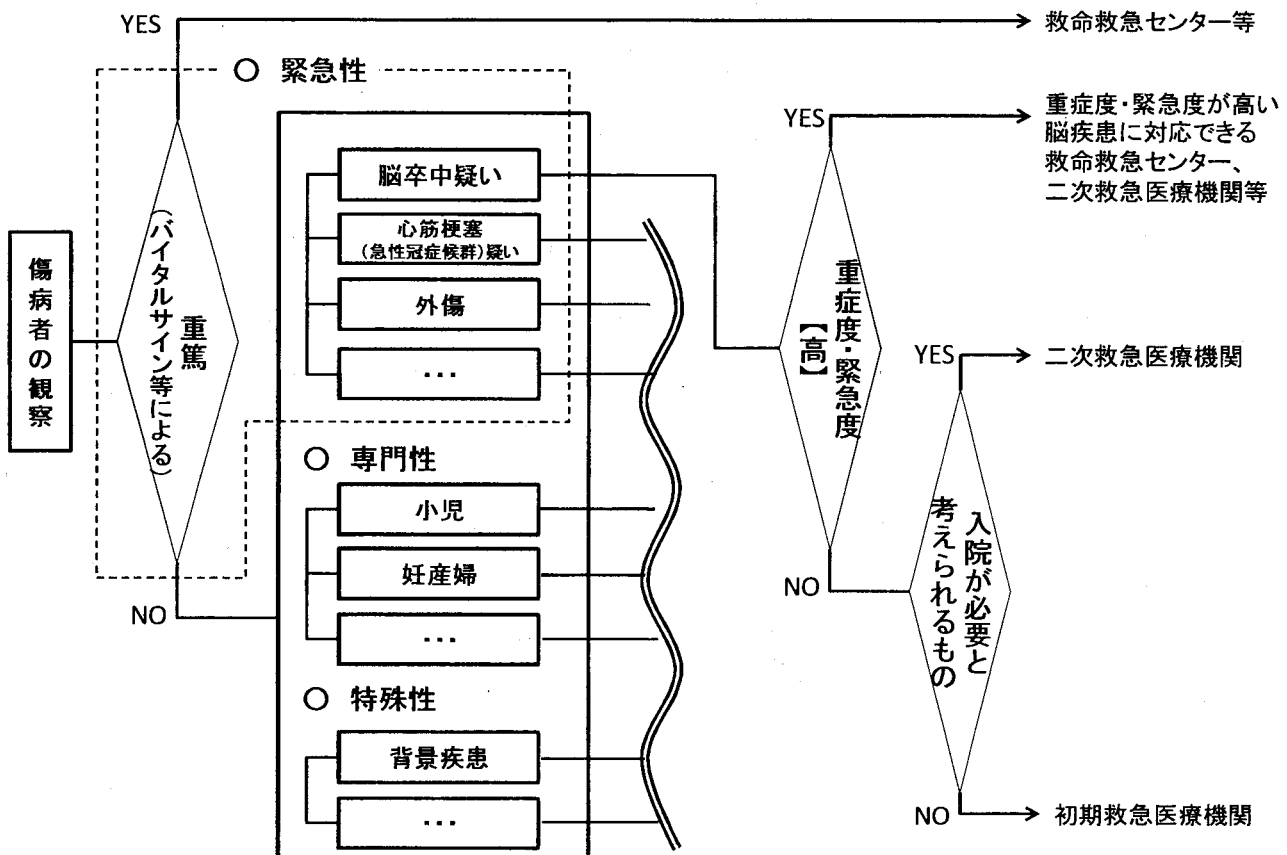 YES
救命救急センター等
○ 緊急性
YES
重症度・緊急度が高い
脳疾患に対応できる
救命救急センター、
二次救急医療機関等
脳卒中疑い
心筋梗塞
(急性冠症候群)疑い
外傷
・・・
傷病者の観察
重篤
(バイタルサイン等による)
重症度・緊急度
【高】
YES
二次救急医療機関
○ 専門性
小児
妊産婦
・・・
NO
NO
入院が必要と
考えられるもの
○ 特殊性
背景疾患
・・・
NO
初期救急医療機関